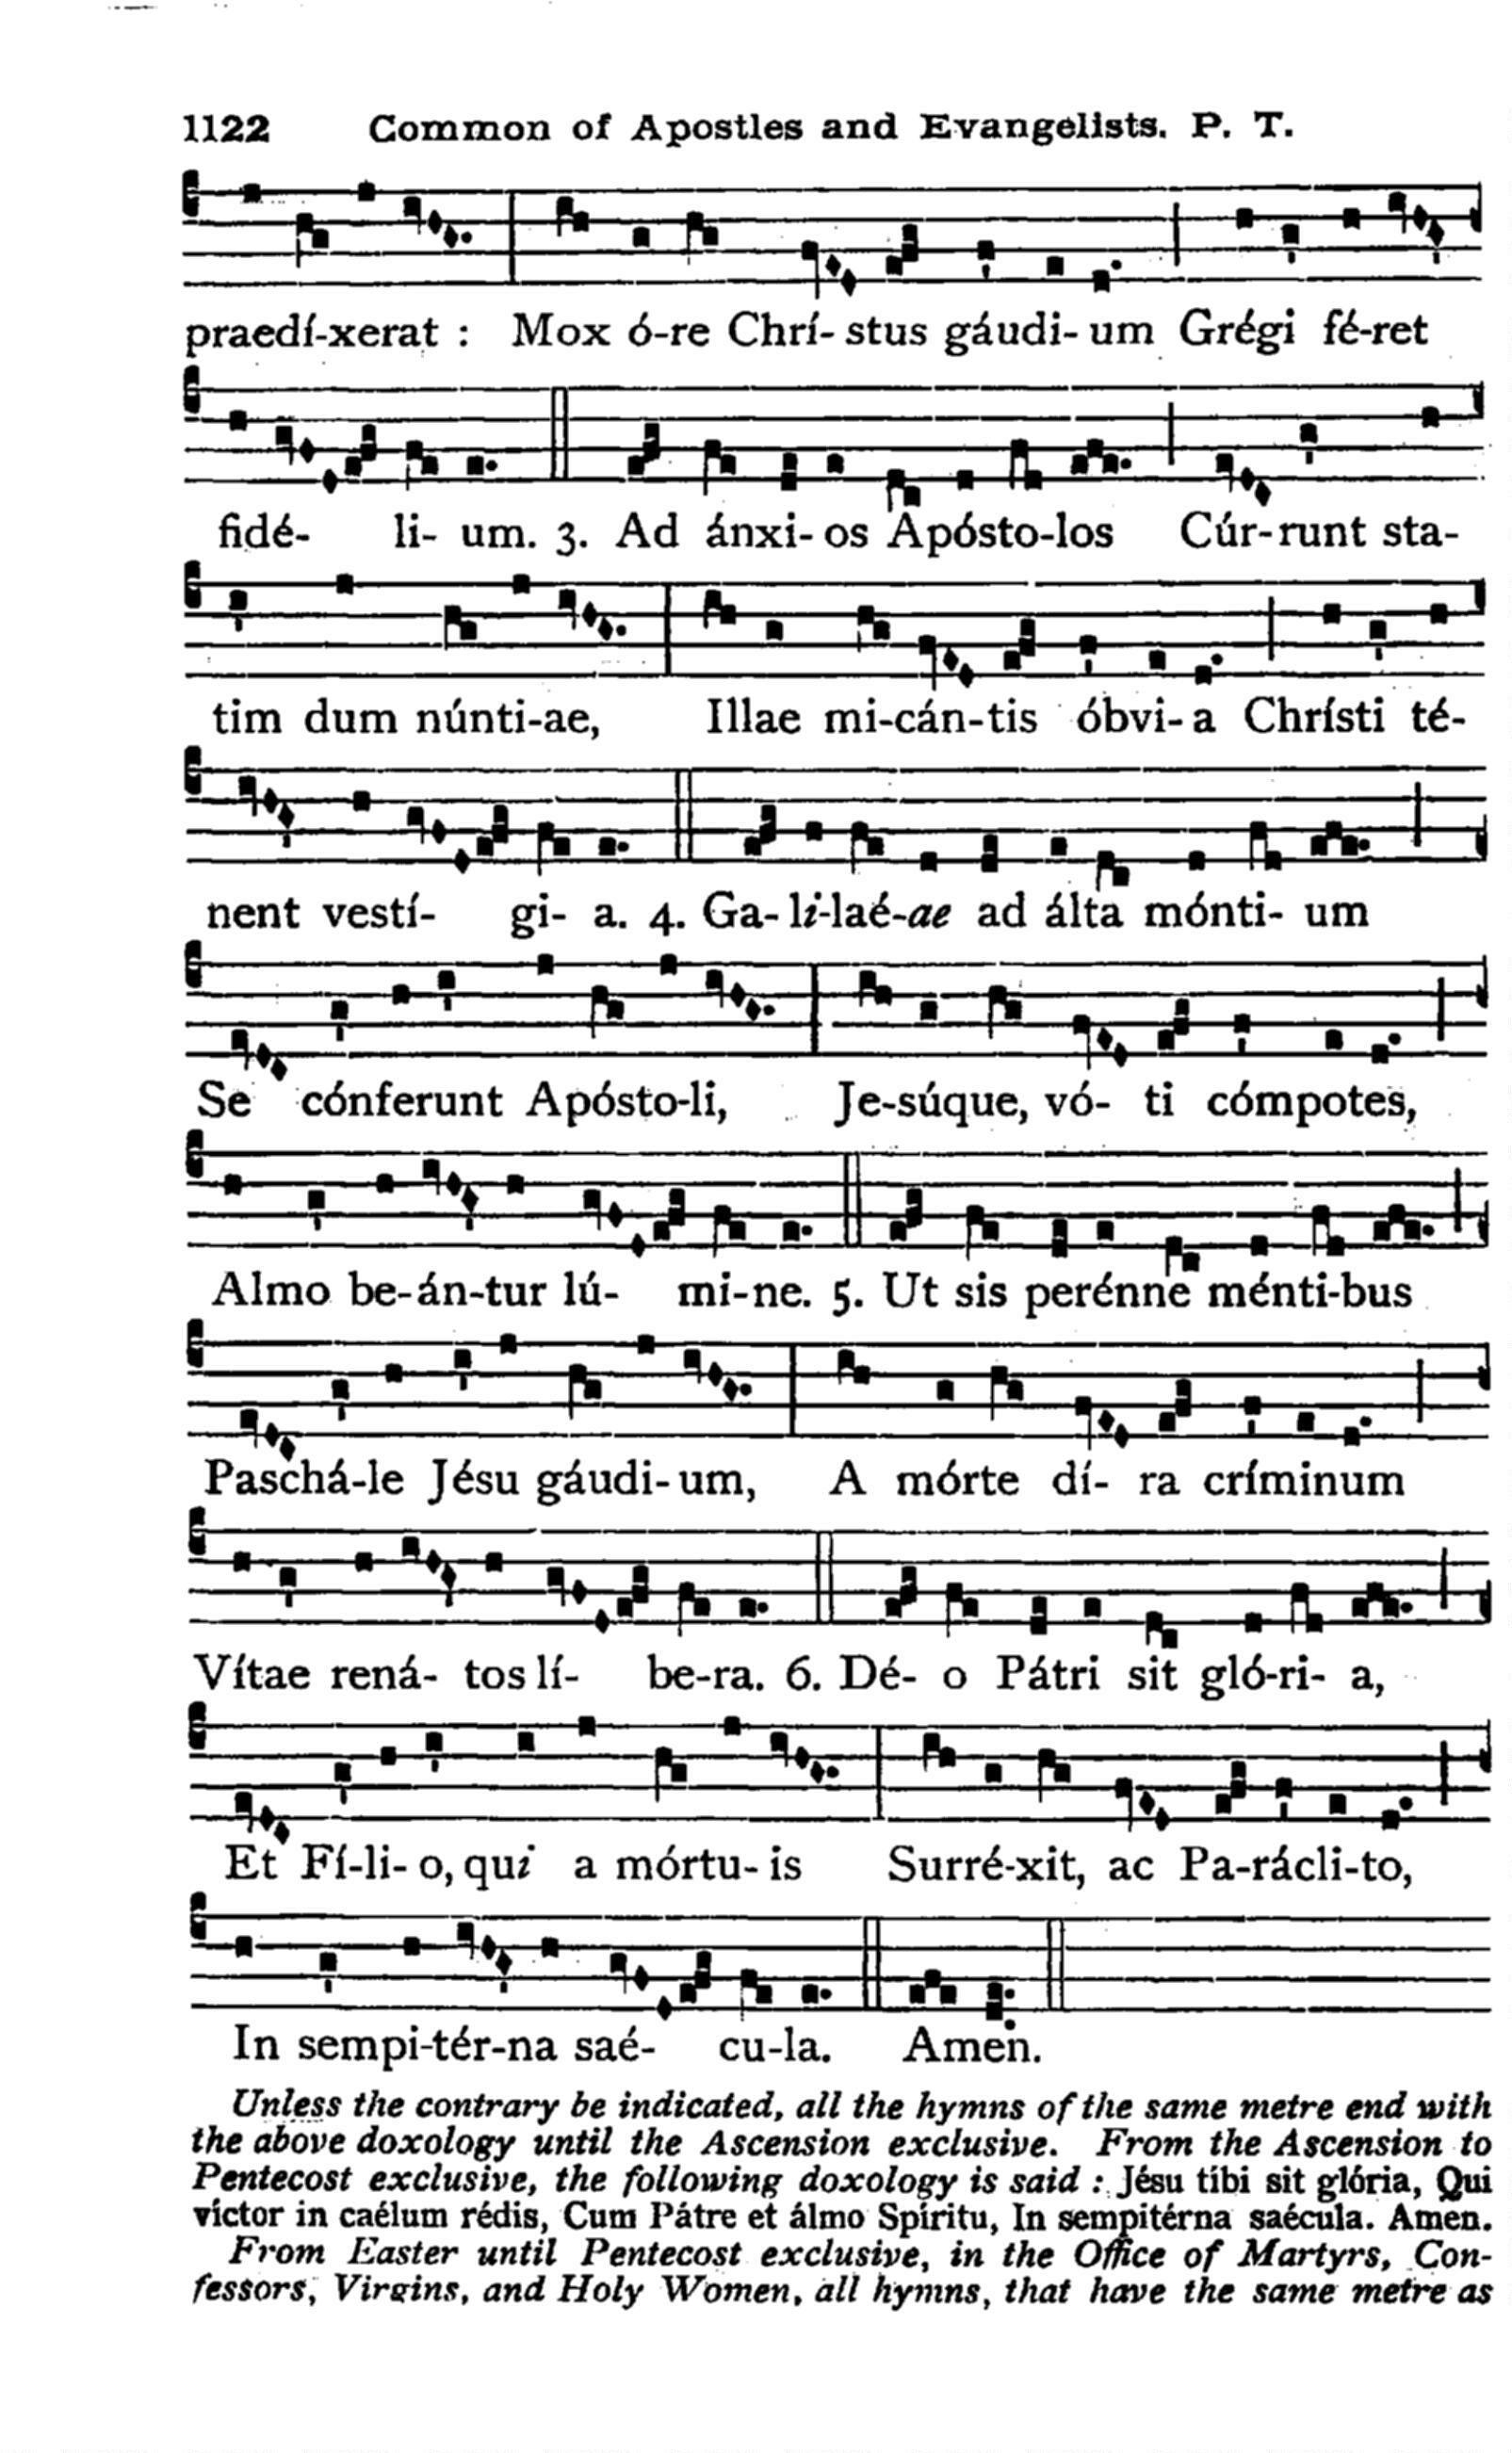 1122 Common of Apostles and Evangelists. P. T.
praedí-xerat : Mox ó-re Chrí- stus gáudi- um Grégi fé-ret
fidé- li- um. 3. Ad ánxi- os Apósto-los Cúr-runt sta-
tim dum núnti-ae, Illae mi-cán-tis óbvi- a Chrísti té-
nent vestí- gi- a. 4. Ga- li-laé-ae ad álta mónti- um
Se cónferunt Apósto-li, Je-súque, vó- ti cómpotes,
Almo be-án-tur lú- mi-ne. 5. Ut sis perénne ménti-bus
Paschá-le Jésu gáudi- um, A mórte dí- ra críminum
Vítae rená- tos lí- be-ra. 6. Dé- o Pátri sit gló-ri- a,
Et Fí-li- o, qui a mórtu- is Surré-xit, ac Pa-rácli-to,
In sempi-tér-na saé- cu-la. Amen.
Unless the contrary be indicated, all the hymns of the same metre end with
the above doxology until the Ascension exclusive. From the Ascension to
Pentecost exclusive, the following doxology is said : Jésu tíbi sit glória, Qui
víctor in caélum rédis, Cum Pátre et álmo Spíritu, In sempitérna saécula. Amen.
From Easter until Pentecost exclusive, in the Office of Martyrs, Con-
fessors, Virgins, and Holy Women, all hymns, that have the same metre as